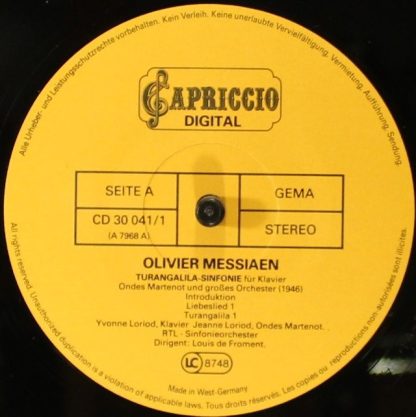 Alle Urheber- und Leistungsschutzrechte vorbehalten. Kein Verleih. Keine unerlaubte Vervielfältigung, Vermietung, Aufführung, Sendung.
CAPRICCIO
DIGITAL
SEITE A
GEMA
CD 30 041/1
(A 7968 A)
STEREO
OLIVIER MESSIAEN
TURANGALILA-SINFONIE für Klavier
Ondes Martenot und großes Orchester (1946)
Introduktion
Liebeslied 1
Turangalila 1
Yvonne Loriod, Klavier Jeanne Loriod, Ondes Martenot.
RTL - Sinfonieorchester
Dirigent: Louis de Froment.
LC 8748
Made in West-Germany
All rights reserved. Unauthorized duplication is a violation of applicable laws. Tous droits réservés. Les copies ou reproductions non autorisées sont illicites.